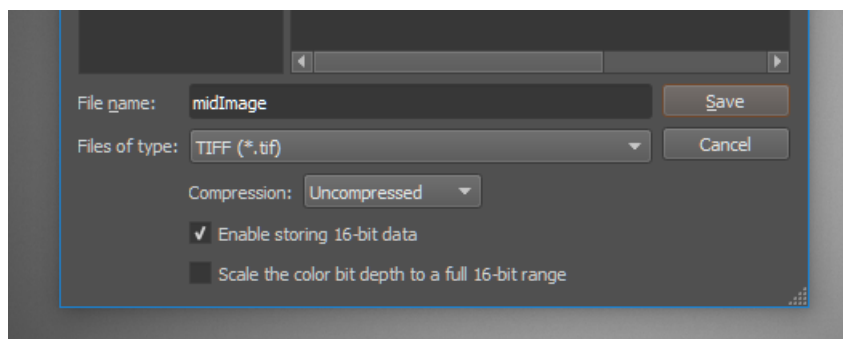 File name: midImage Save
Files of type: TIFF (*.tif) Cancel
Compression: Uncompressed
Enable storing 16-bit data
Scale the color bit depth to a full 16-bit range